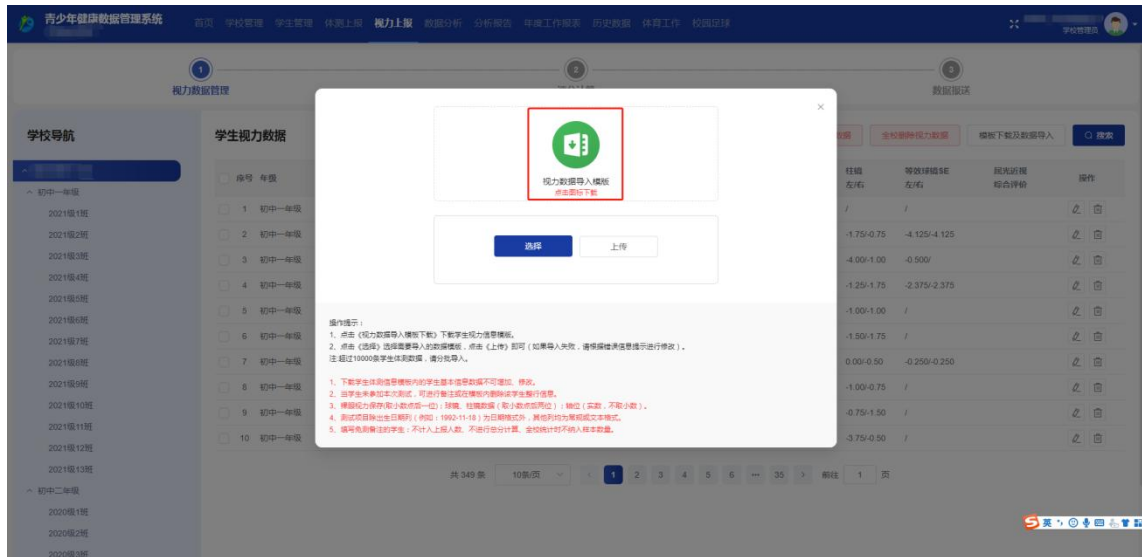 青少年健康数据管理系统
首页 学校管理 学生管理 体测上报 视力上报 数据分析 分析报告 年度工作报表 历史数据 体育工作 校园足球
学校管理员
1 2 3
视力数据管理
数据报送
学校导航
学生视力数据
全校删除视力数据 模板下载及数据导入 搜索
视力数据导入模版
点击图标下载
选择 上传
序号 年级 柱镜 左/右 等效球镜SE 左/右 屈光近视 综合评价 操作
初中一年级
2021级1班
2021级2班
2021级3班
2021级4班
2021级5班
2021级6班
2021级7班
2021级8班
2021级9班
2021级10班
2021级11班
2021级12班
2021级13班
初中二年级
2020级1班
2020级2班
2020级3班
1 初中一年级 / /
2 初中一年级 -1.75/-0.75 -4.125/-4.125
3 初中一年级 -4.00/-1.00 -0.500/
4 初中一年级 -1.25/-1.75 -2.375/-2.375
5 初中一年级 -1.00/-1.00 /
6 初中一年级 -1.50/-1.75 /
7 初中一年级 0.00/-0.50 -0.250/-0.250
8 初中一年级 -1.00/-0.75 /
9 初中一年级 -0.75/-1.50 /
10 初中一年级 -3.75/-0.50 /
操作提示：
1、点击《视力数据导入模版下载》下载学生视力信息模板。
2、点击《选择》选择需要导入的数据模版，点击《上传》即可（如果导入失败，请根据错误信息提示进行修改）。
注:超过10000条学生体测数据，请分批导入。
1、下载学生体测信息模板内的学生基本信息数据不可增加、修改。
2、当学生未参加本次测试，可进行备注或在模板内删除该学生整行信息。
3、裸眼视力保存(取小数点后一位)；球镜、柱镜数据（取小数点后两位）；轴位（实数，不取小数）。
4、测试项目除出生日期列（例如：1992-11-18）为日期格式外，其他列均为常规或文本格式。
5、填写免测备注的学生：不计入上报人数、不进行总分计算、全校统计时不纳入样本数量。
共 349 条 10条/页 1 2 3 4 5 6 ··· 35 前往 1 页
英